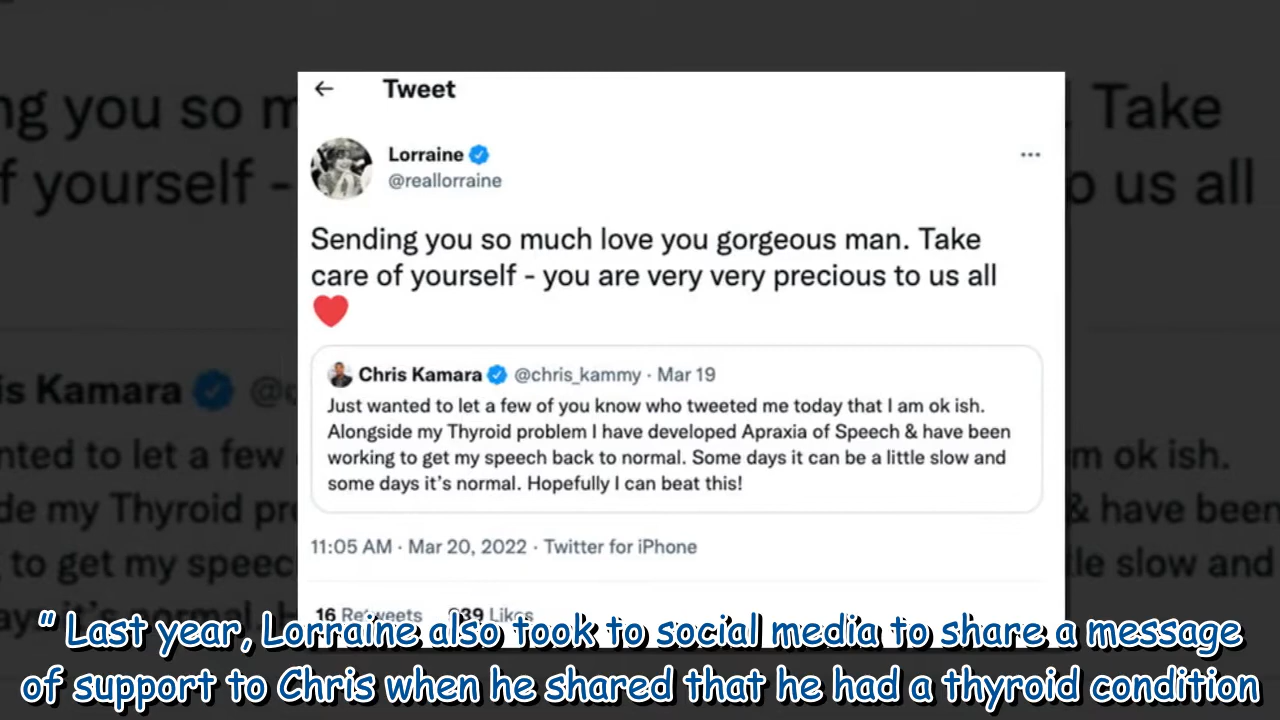 Tweet
Lorraine
@reallorraine
Sending you so much love you gorgeous man. Take
care of yourself - you are very very precious to us all
❤️
Chris Kamara @chris_kammy · Mar 19
Just wanted to let a few of you know who tweeted me today that I am ok ish.
Alongside my Thyroid problem I have developed Apraxia of Speech & have been
working to get my speech back to normal. Some days it can be a little slow and
some days it's normal. Hopefully I can beat this!
11:05 AM · Mar 20, 2022 · Twitter for iPhone
16 Retweets 939 Likes
" Last year, Lorraine also took to social media to share a message
of support to Chris when he shared that he had a thyroid condition